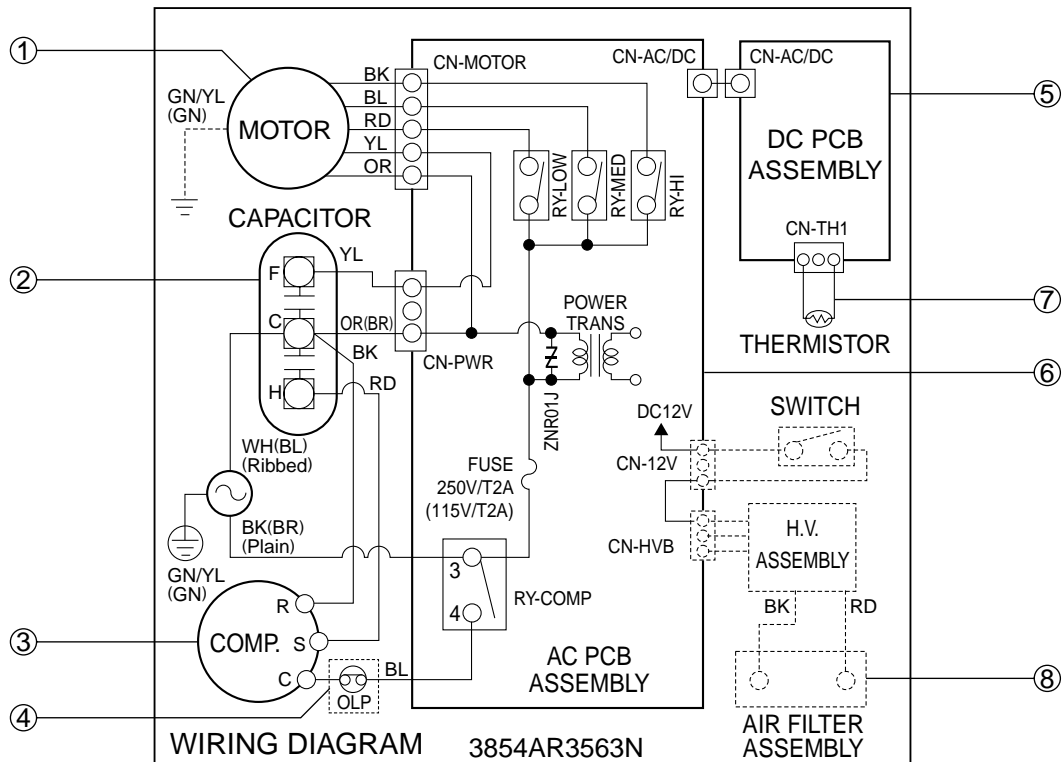 1
BK
CN-MOTOR
CN-AC/DC
CN-AC/DC
GN/YL
(GN)
BL
RD
YL
OR
MOTOR
5
DC PCB
ASSEMBLY
RY-LOW
RY-MED
RY-HI
CAPACITOR
CN-TH1
2
F
YL
C
OR(BR)
BK
H
RD
CN-PWR
POWER
TRANS
7
THERMISTOR
6
ZNR01J
SWITCH
DC12V
CN-12V
WH(BL)
(Ribbed)
FUSE
250V/T2A
(115V/T2A)
BK(BR)
(Plain)
CN-HVB
H.V.
ASSEMBLY
GN/YL
(GN)
3
4
RY-COMP
BK
RD
R
3
COMP.
S
C
BL
OLP
AC PCB
ASSEMBLY
8
4
AIR FILTER
ASSEMBLY
WIRING DIAGRAM
3854AR3563N